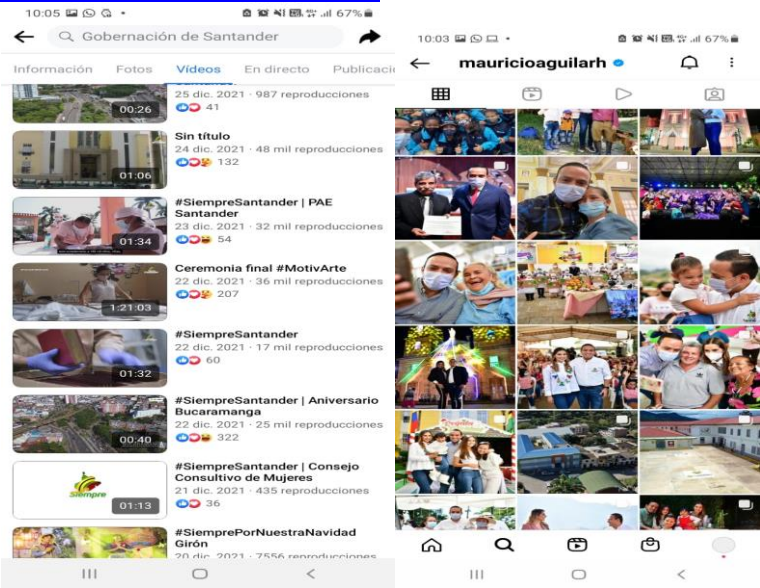 10:05
67%
Gobernación de Santander
Información Fotos Vídeos En directo Publicaci
00:26
25 dic. 2021 · 987 reproducciones
41
Sin título
24 dic. 2021 · 48 mil reproducciones
132
01:06
#SiempreSantander | PAE
Santander
23 dic. 2021 · 32 mil reproducciones
54
01:34
Ceremonia final #MotivArte
22 dic. 2021 · 36 mil reproducciones
207
1:21:03
#SiempreSantander
22 dic. 2021 · 17 mil reproducciones
60
01:32
#SiempreSantander | Aniversario
Bucaramanga
22 dic. 2021 · 25 mil reproducciones
322
00:40
#SiempreSantander | Consejo
Consultivo de Mujeres
21 dic. 2021 · 435 reproducciones
36
Siempre
01:13
#SiemprePorNuestraNavidad
Girón
20 dic. 2021 · 7556 reproducciones
10:03
67%
mauricioaguilarh